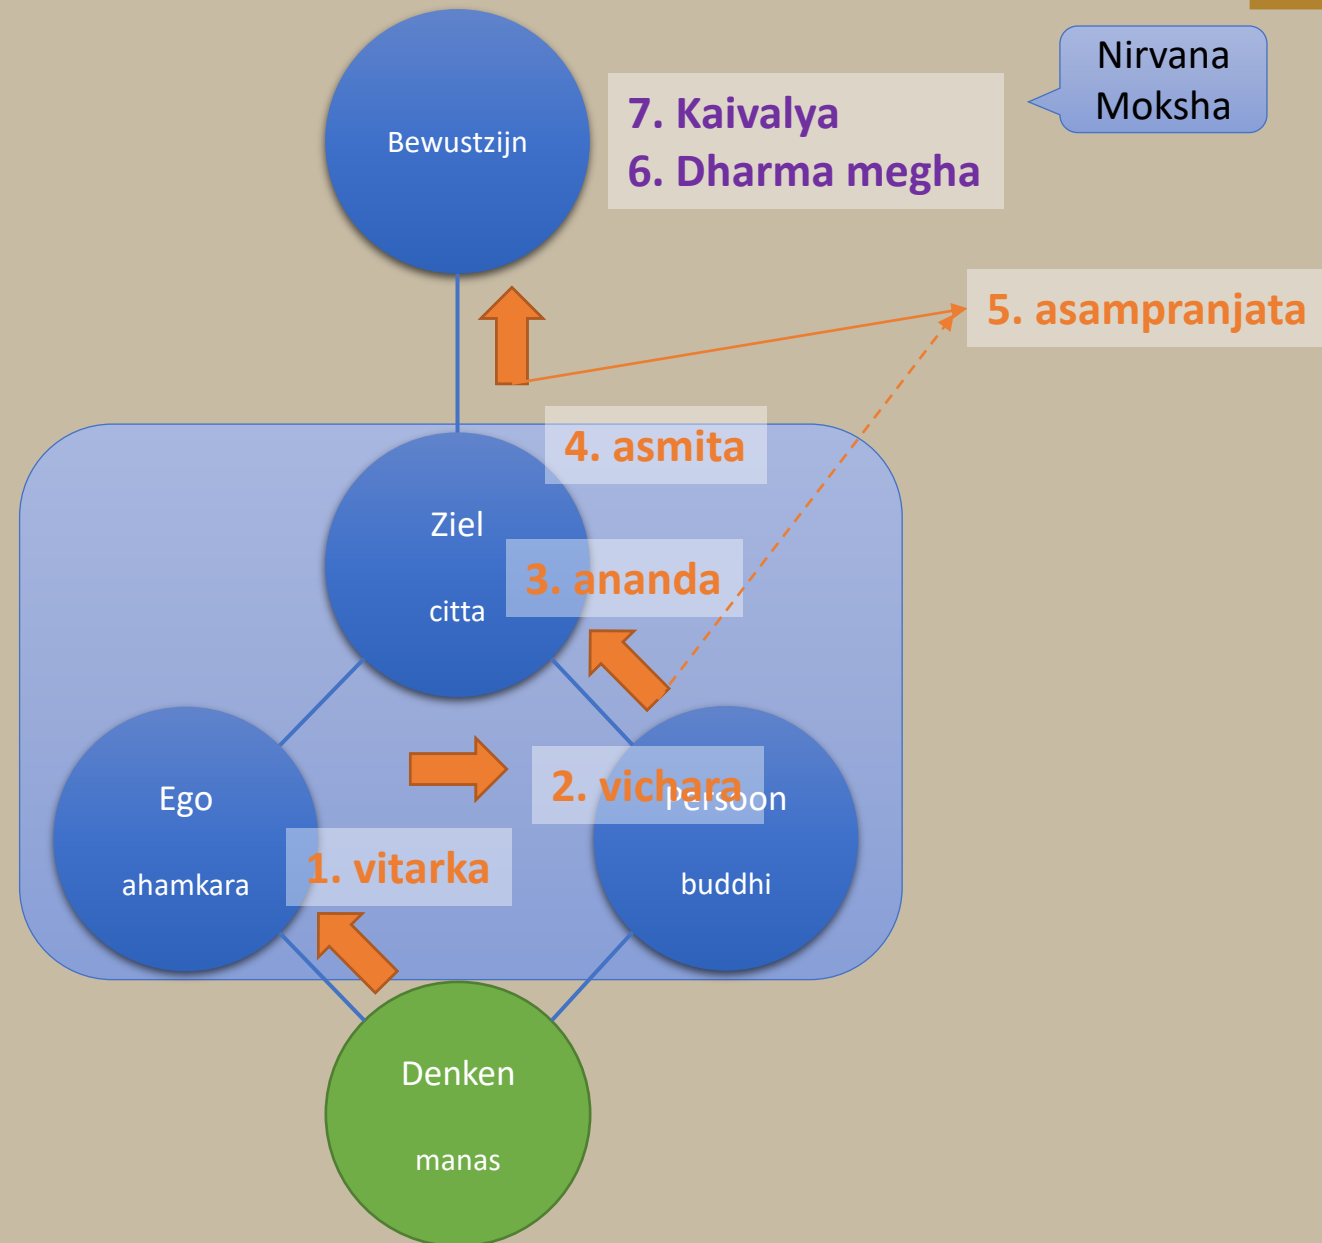 Nirvana
Moksha
Bewustzijn
7. Kaivalya
6. Dharma megha
5. asampranjata
4. asmita
Ziel
citta
3. ananda
2. vichara
Persoon
buddhi
Ego
ahamkara
1. vitarka
Denken
manas